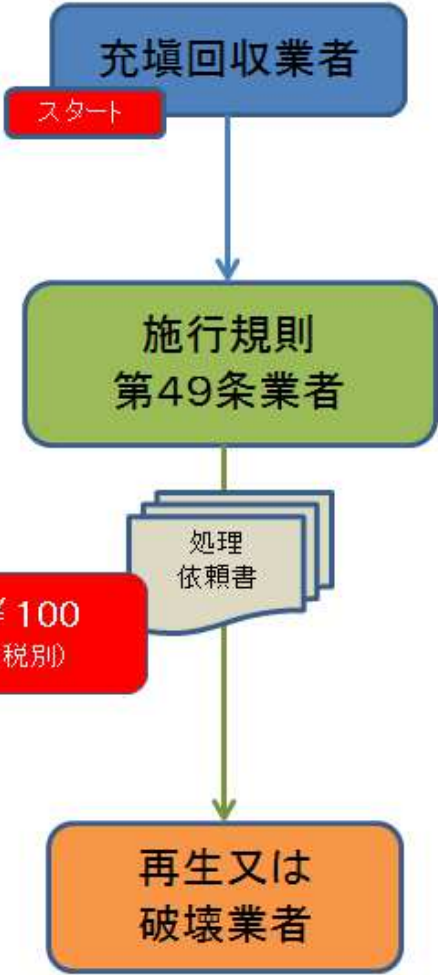 充塡回収業者
スタート
施行規則
第49条業者
処理
依頼書
¥100
税別）
再生又は
破壊業者